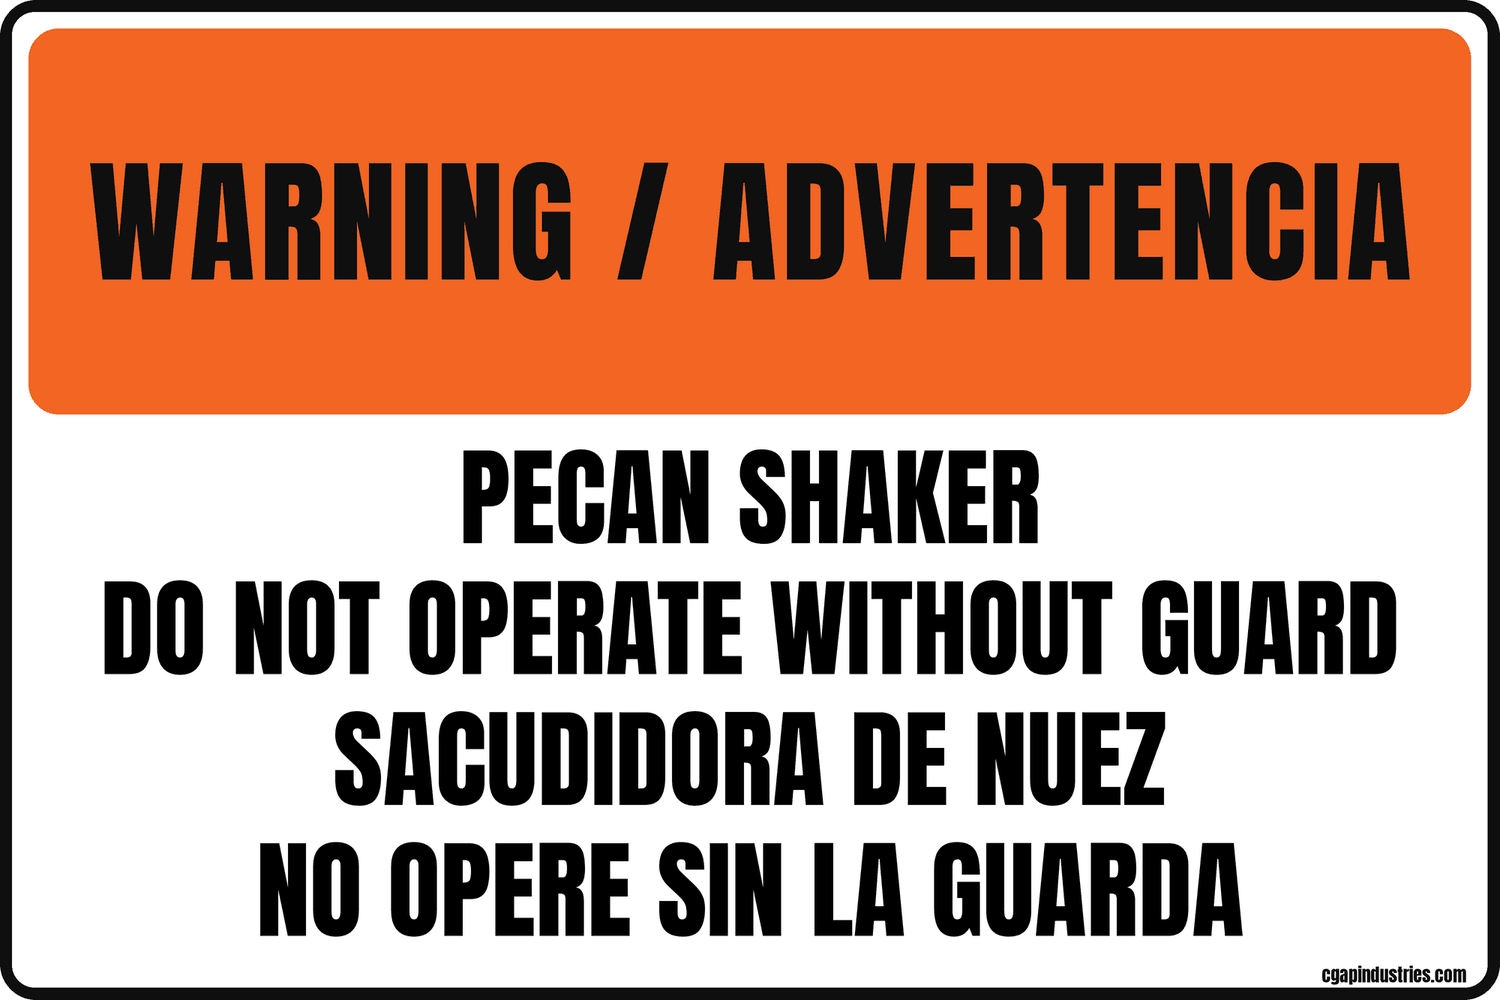 WARNING / ADVERTENCIA
PECAN SHAKER
DO NOT OPERATE WITHOUT GUARD
SACUDIDORA DE NUEZ
NO OPERE SIN LA GUARDA
cgapindustries.com